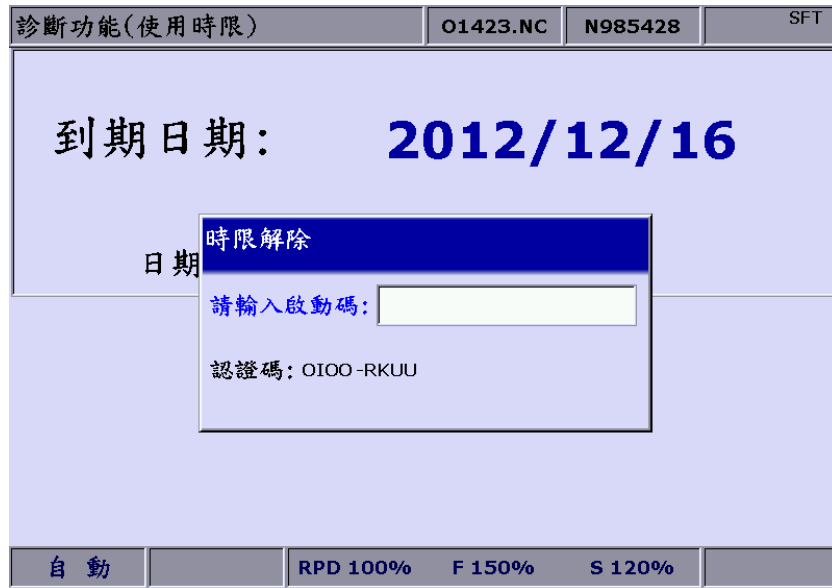 診斷功能(使用時限) O1423.NC N985428 SFT
到期日期: 2012/12/16
時限解除
日期
請輸入啟動碼:
認證碼: OIOO-RKUU
自 動 RPD 100% F 150% S 120%